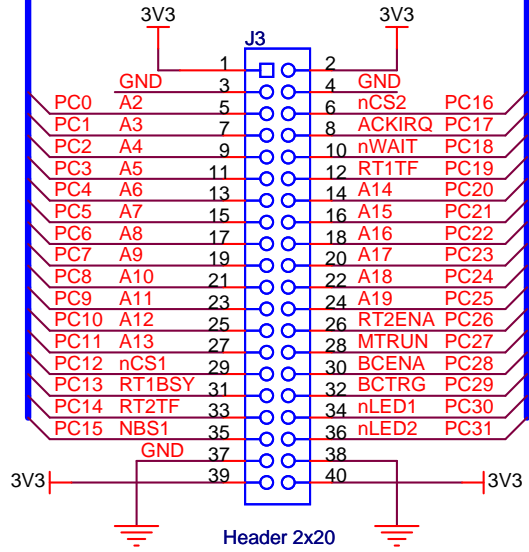 3V3 3V3
J3
1 2
GND 3 4 GND
PC0 A2 5 6 nCS2 PC16
PC1 A3 7 8 ACKIRQ PC17
PC2 A4 9 10 nWAIT PC18
PC3 A5 11 12 RT1TF PC19
PC4 A6 13 14 A14 PC20
PC5 A7 15 16 A15 PC21
PC6 A8 17 18 A16 PC22
PC7 A9 19 20 A17 PC23
PC8 A10 21 22 A18 PC24
PC9 A11 23 24 A19 PC25
PC10 A12 25 26 RT2ENA PC26
PC11 A13 27 28 MTRUN PC27
PC12 nCS1 29 30 BCENA PC28
PC13 RT1BSY 31 32 BCTRG PC29
PC14 RT2TF 33 34 nLED1 PC30
PC15 NBS1 35 36 nLED2 PC31
GND 37 38
3V3 39 40 3V3
Header 2x20